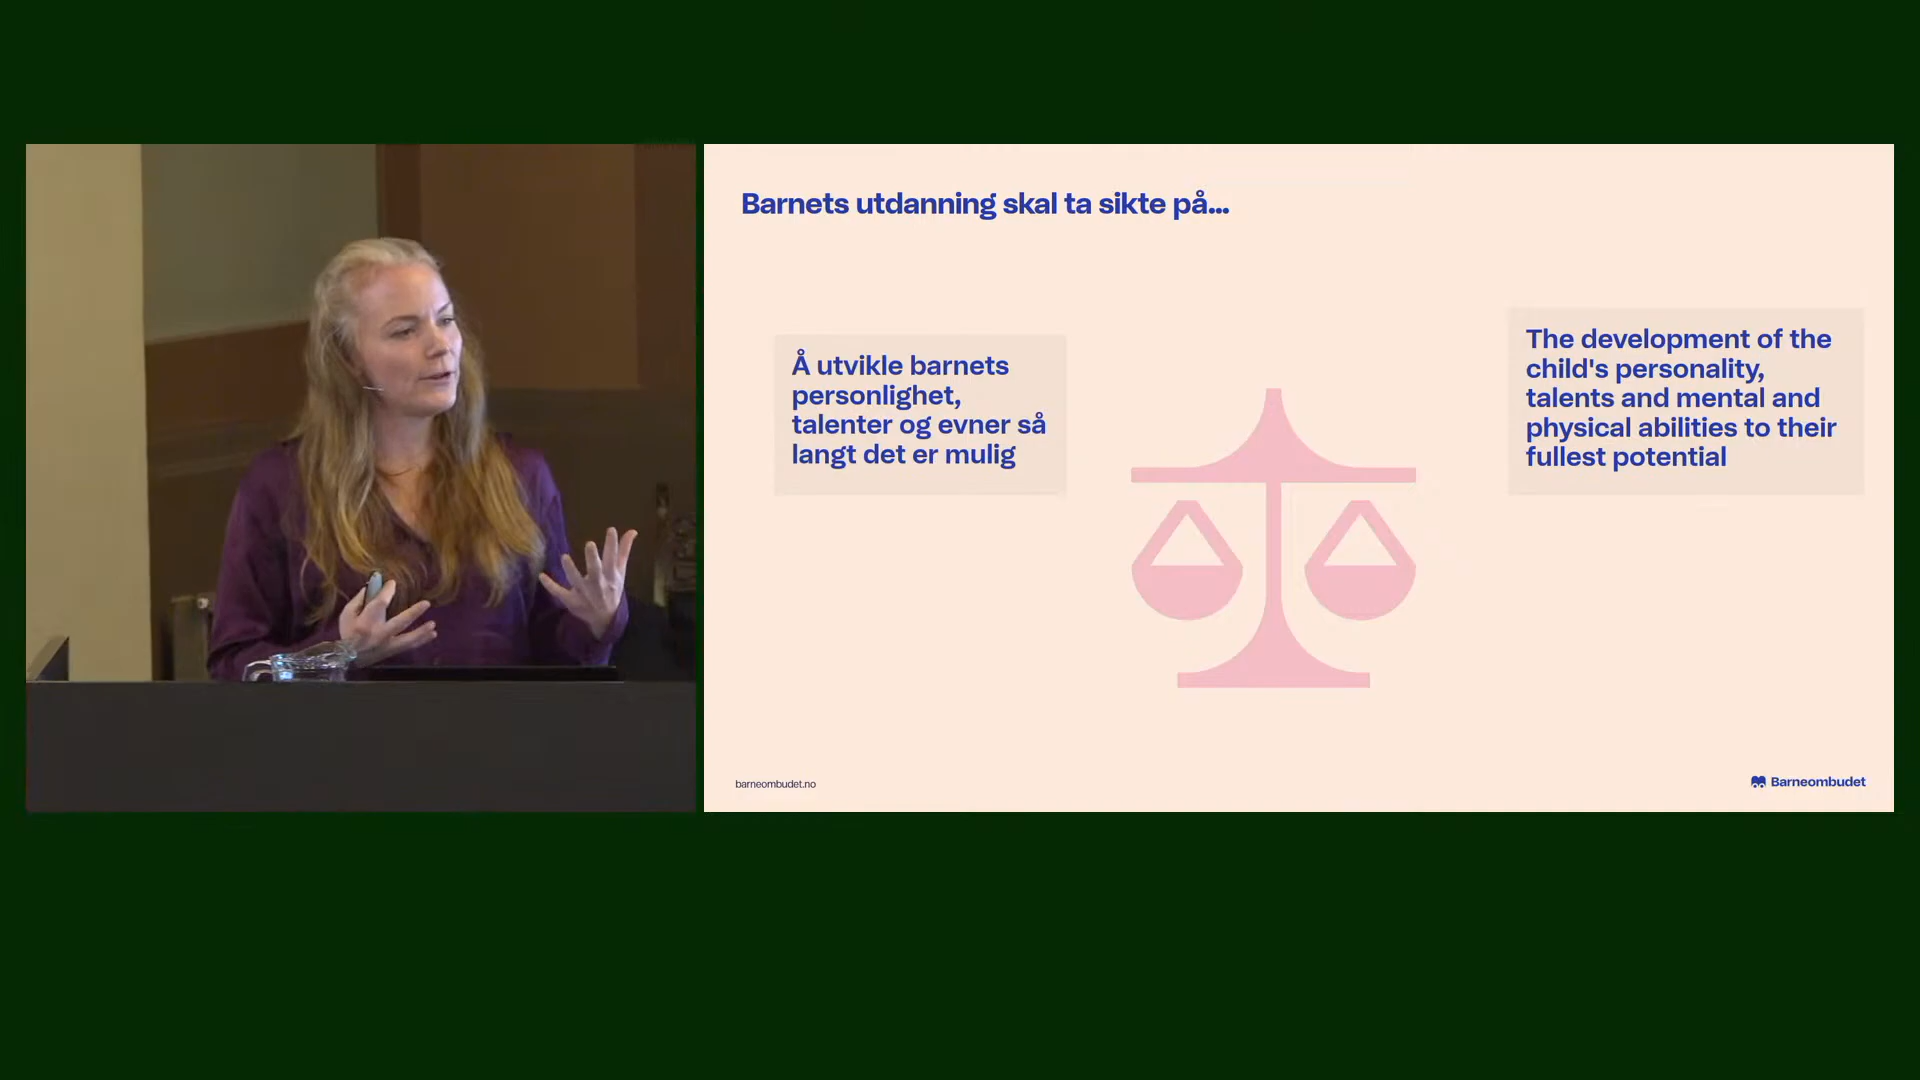 Barnets utdanning skal ta sikte på...
Å utvikle barnets
personlighet,
talenter og evner så
langt det er mulig
The development of the
child's personality,
talents and mental and
physical abilities to their
fullest potential
barneombudet.no
Barneombudet